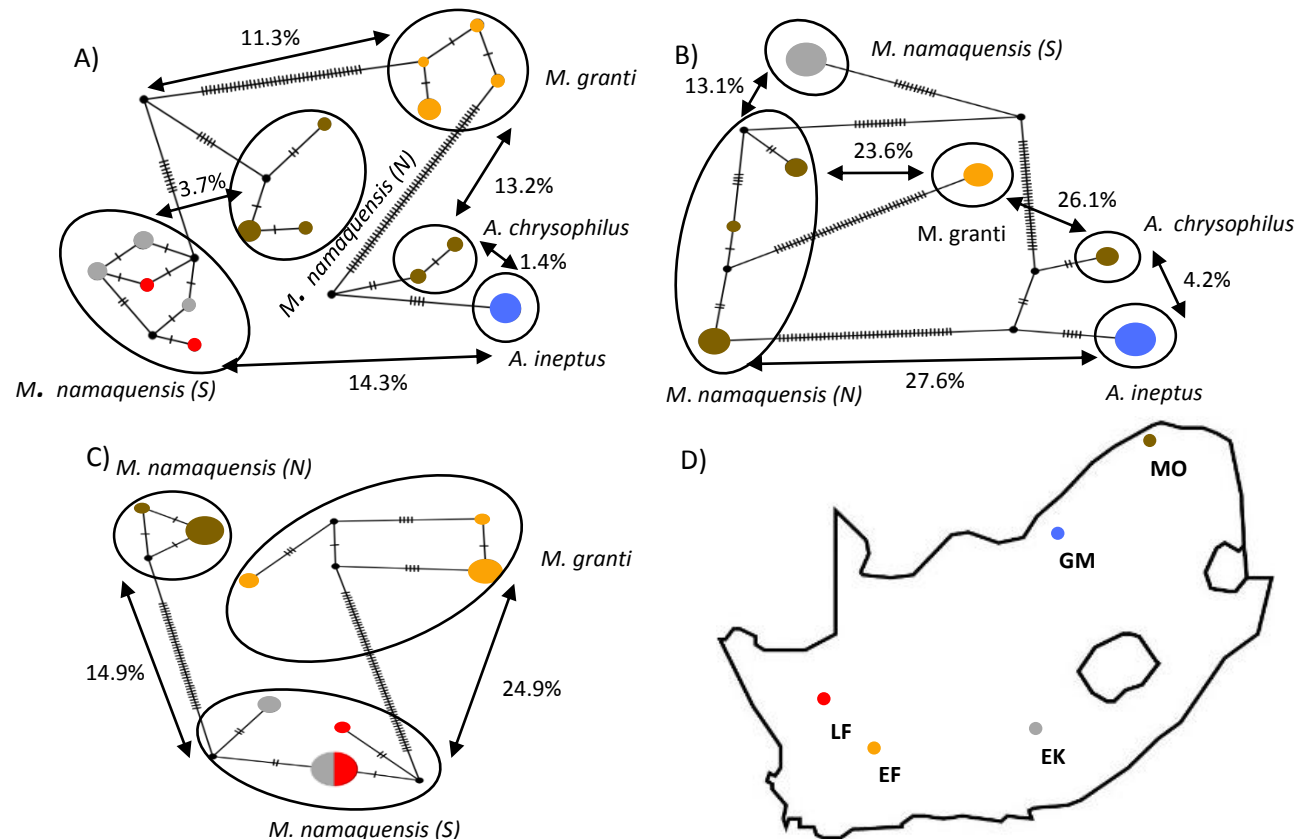 A)
11.3%
M. granti
3.7%
M. namaquensis (N)
13.2%
A. chrysophilus
1.4%
A. ineptus
M. namaquensis (S)
14.3%
B)
M. namaquensis (S)
13.1%
23.6%
M. granti
26.1%
A. chrysophilus
4.2%
M. namaquensis (N)
27.6%
A. ineptus
C)
M. namaquensis (N)
M. granti
14.9%
24.9%
M. namaquensis (S)
D)
MO
GM
LF
EF
EK